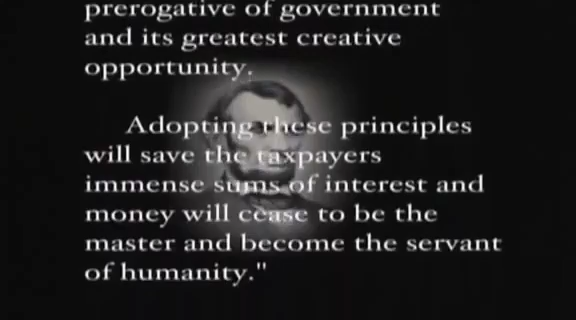 prerogative of government
and its greatest creative
opportunity.
Adopting these principles
will save the taxpayers
immense sums of interest and
money will cease to be the
master and become the servant
of humanity."